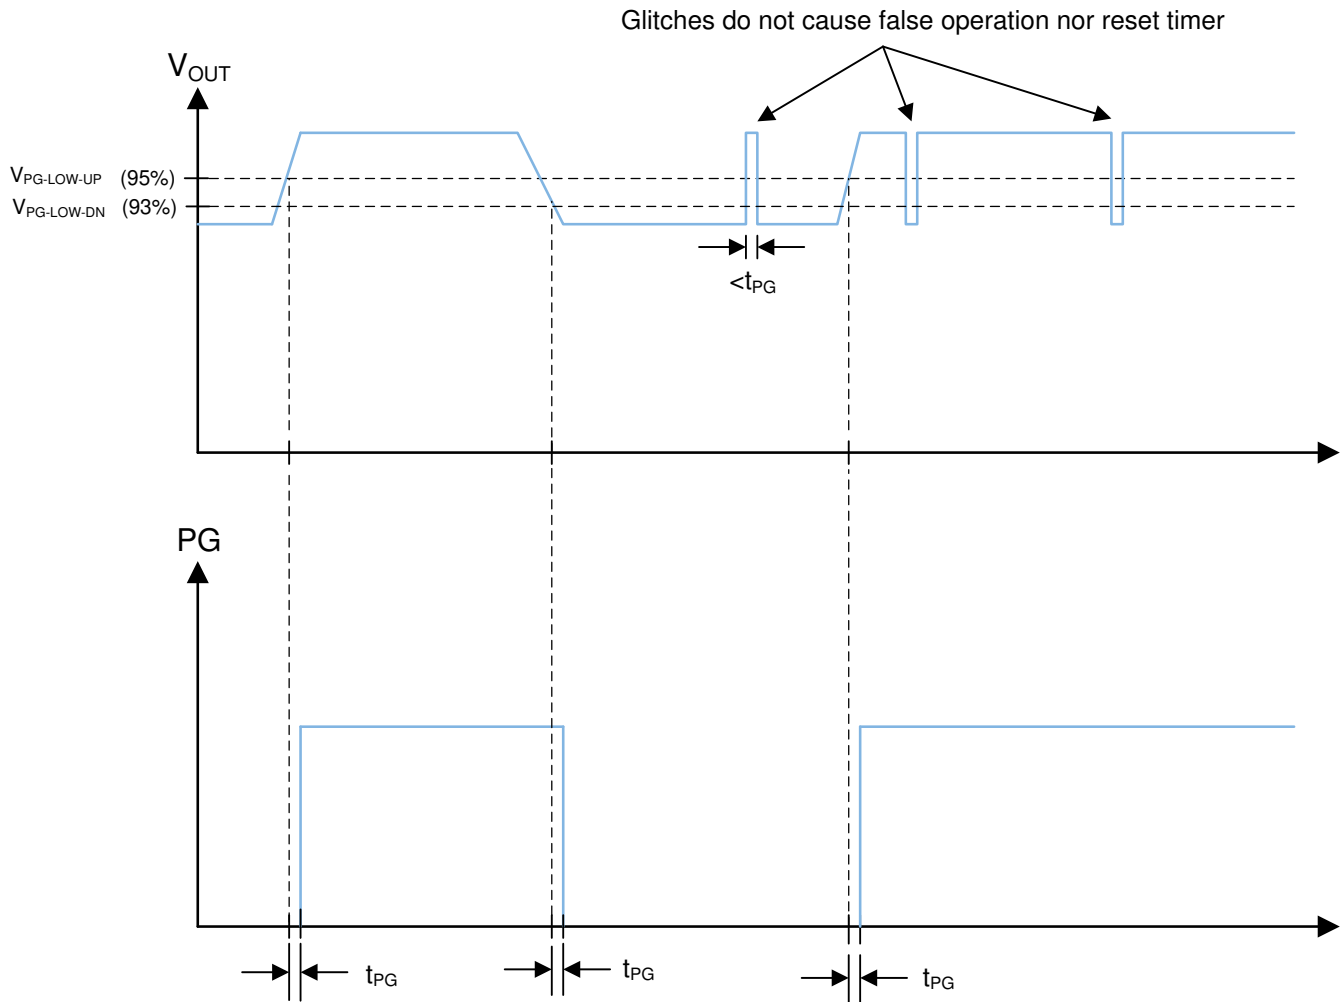 Glitches do not cause false operation nor reset timer
VOUT
VPG-LOW-UP (95%)
VPG-LOW-DN (93%)
<tPG
PG
tPG
tPG
tPG